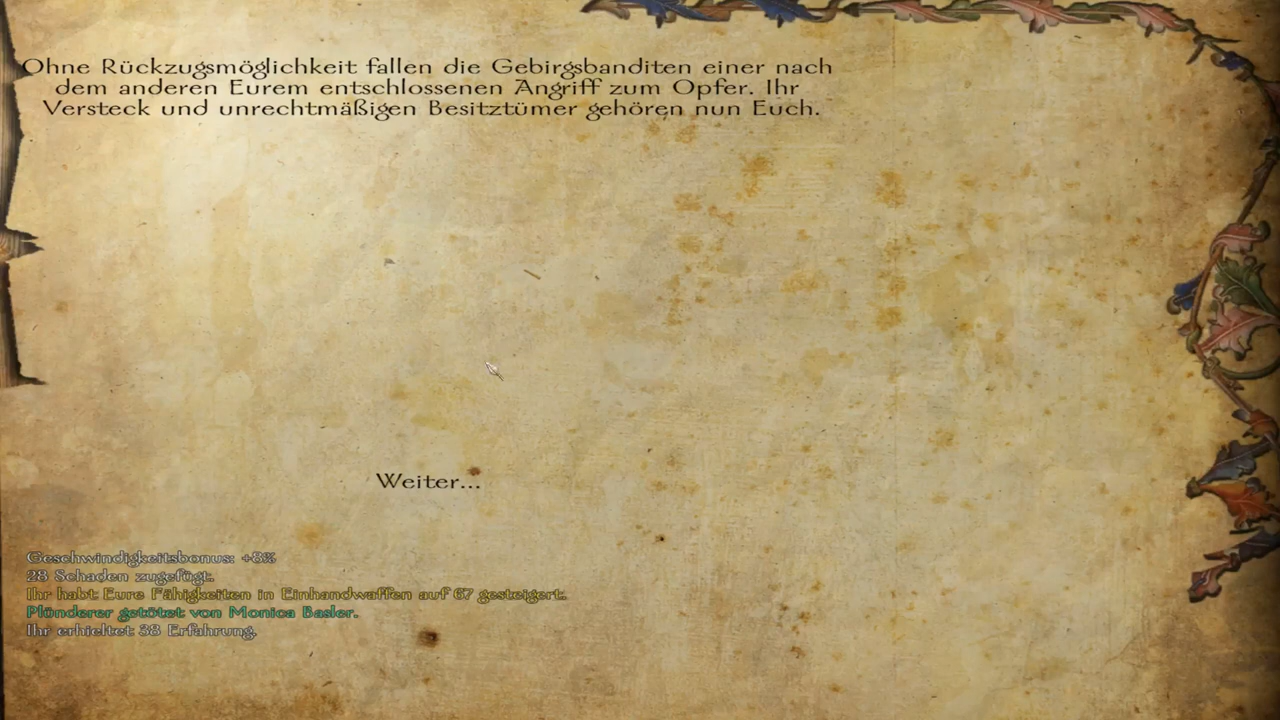 Ohne Rückzugsmöglichkeit fallen die Gebirgsbanditen einer nach
dem anderen Eurem entschlossenen Angriff zum Opfer. Ihr
Versteck und unrechtmäßigen Besitztümer gehören nun Euch.
Weiter...
Geschwindigkeitsbonus: +8%
28 Schaden zugefügt.
Ihr habt Eure Fähigkeiten in Einhandwaffen auf 67 gesteigert.
Plünderer getötet von Monica Basler.
Ihr erhieltet 38 Erfahrung.